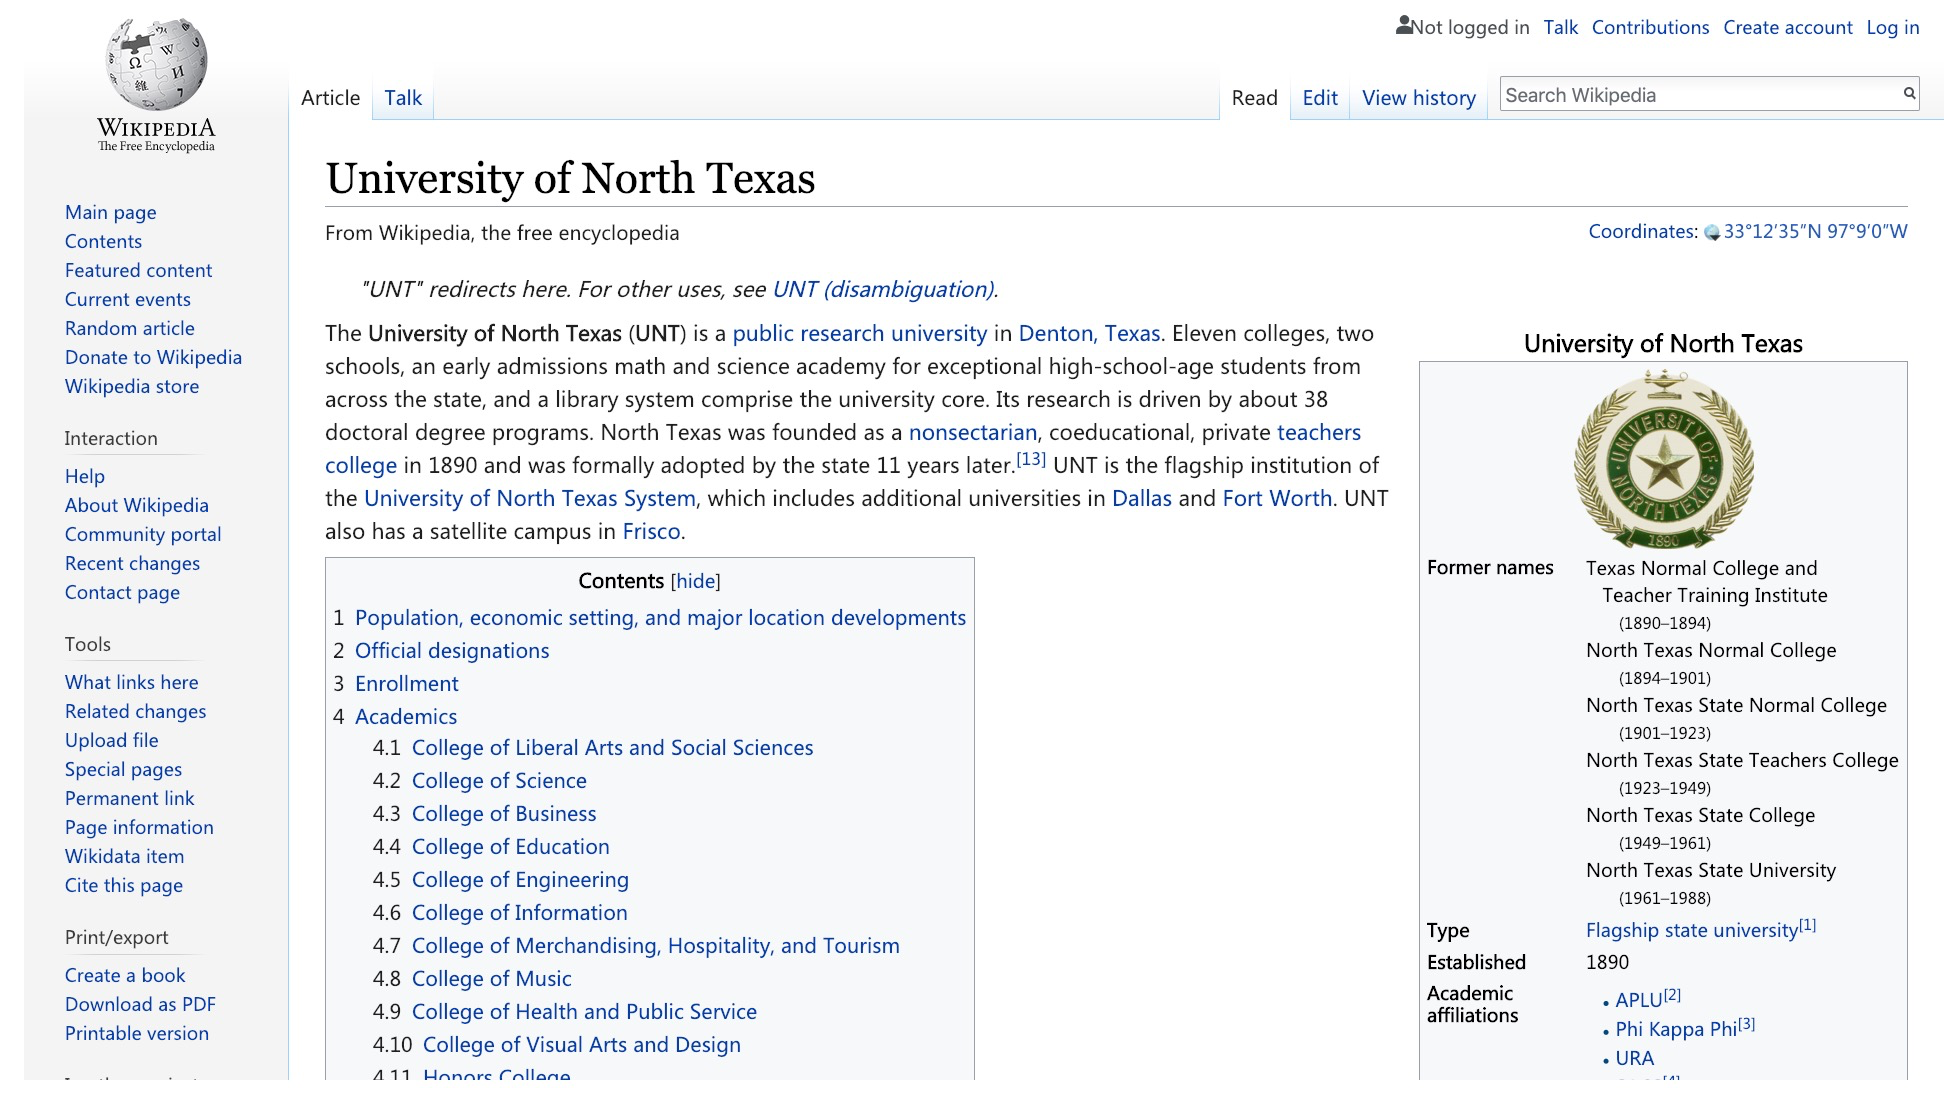 Not logged in Talk Contributions Create account Log in
Article Talk Read Edit View history Search Wikipedia
WIKIPEDIA
The Free Encyclopedia
Main page
Contents
Featured content
Current events
Random article
Donate to Wikipedia
Wikipedia store
Interaction
Help
About Wikipedia
Community portal
Recent changes
Contact page
Tools
What links here
Related changes
Upload file
Special pages
Permanent link
Page information
Wikidata item
Cite this page
Print/export
Create a book
Download as PDF
Printable version
University of North Texas
From Wikipedia, the free encyclopedia
Coordinates: 33°12′35″N 97°9′0″W
"UNT" redirects here. For other uses, see UNT (disambiguation).
The University of North Texas (UNT) is a public research university in Denton, Texas. Eleven colleges, two
schools, an early admissions math and science academy for exceptional high-school-age students from
across the state, and a library system comprise the university core. Its research is driven by about 38
doctoral degree programs. North Texas was founded as a nonsectarian, coeducational, private teachers
college in 1890 and was formally adopted by the state 11 years later.[13] UNT is the flagship institution of
the University of North Texas System, which includes additional universities in Dallas and Fort Worth. UNT
also has a satellite campus in Frisco.
Contents [hide]
1 Population, economic setting, and major location developments
2 Official designations
3 Enrollment
4 Academics
4.1 College of Liberal Arts and Social Sciences
4.2 College of Science
4.3 College of Business
4.4 College of Education
4.5 College of Engineering
4.6 College of Information
4.7 College of Merchandising, Hospitality, and Tourism
4.8 College of Music
4.9 College of Health and Public Service
4.10 College of Visual Arts and Design
4.11 Honors College
University of North Texas
UNIVERSITY OF
NORTH TEXAS
1890
Former names Texas Normal College and
Teacher Training Institute
(1890–1894)
North Texas Normal College
(1894–1901)
North Texas State Normal College
(1901–1923)
North Texas State Teachers College
(1923–1949)
North Texas State College
(1949–1961)
North Texas State University
(1961–1988)
Type Flagship state university[1]
Established 1890
Academic
affiliations
• APLU[2]
• Phi Kappa Phi[3]
• URA